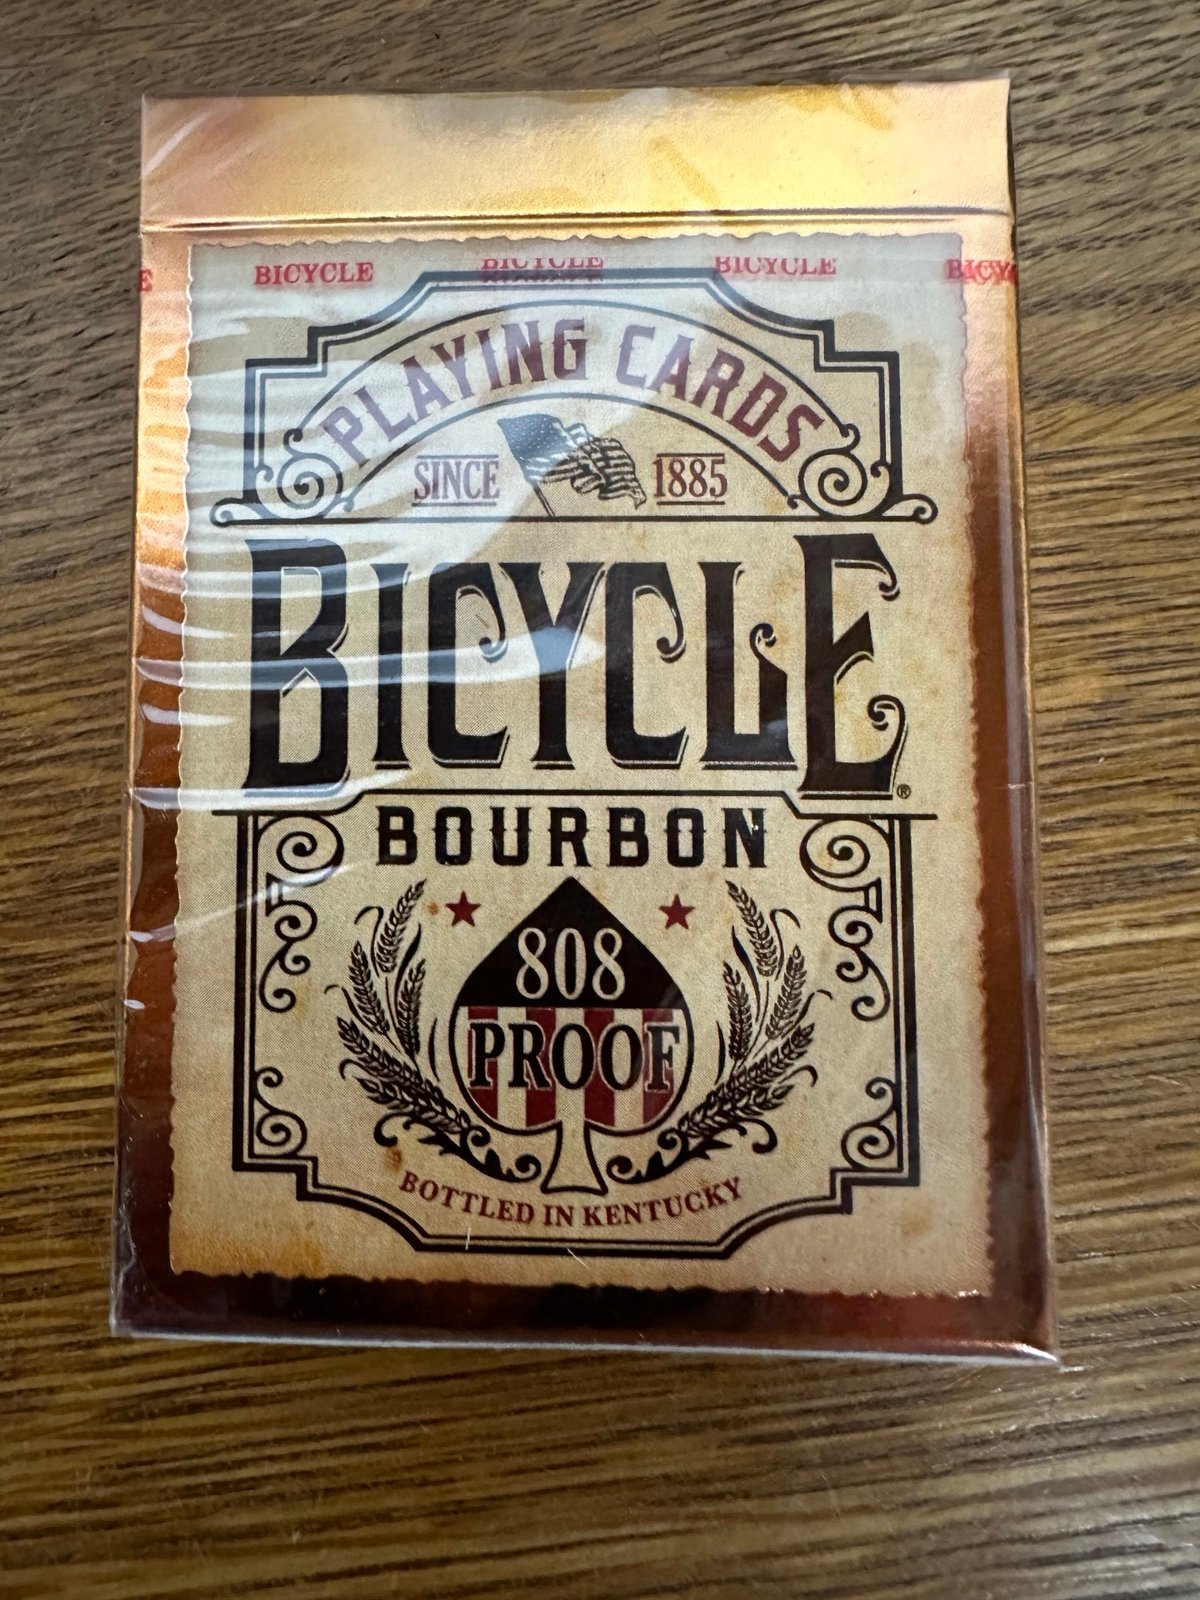 BICYCLE BICYCLE BICYCLE
PLAYING CARDS
SINCE 1885
BICYCLE®
BOURBON
808
PROOF
BOTTLED IN KENTUCKY